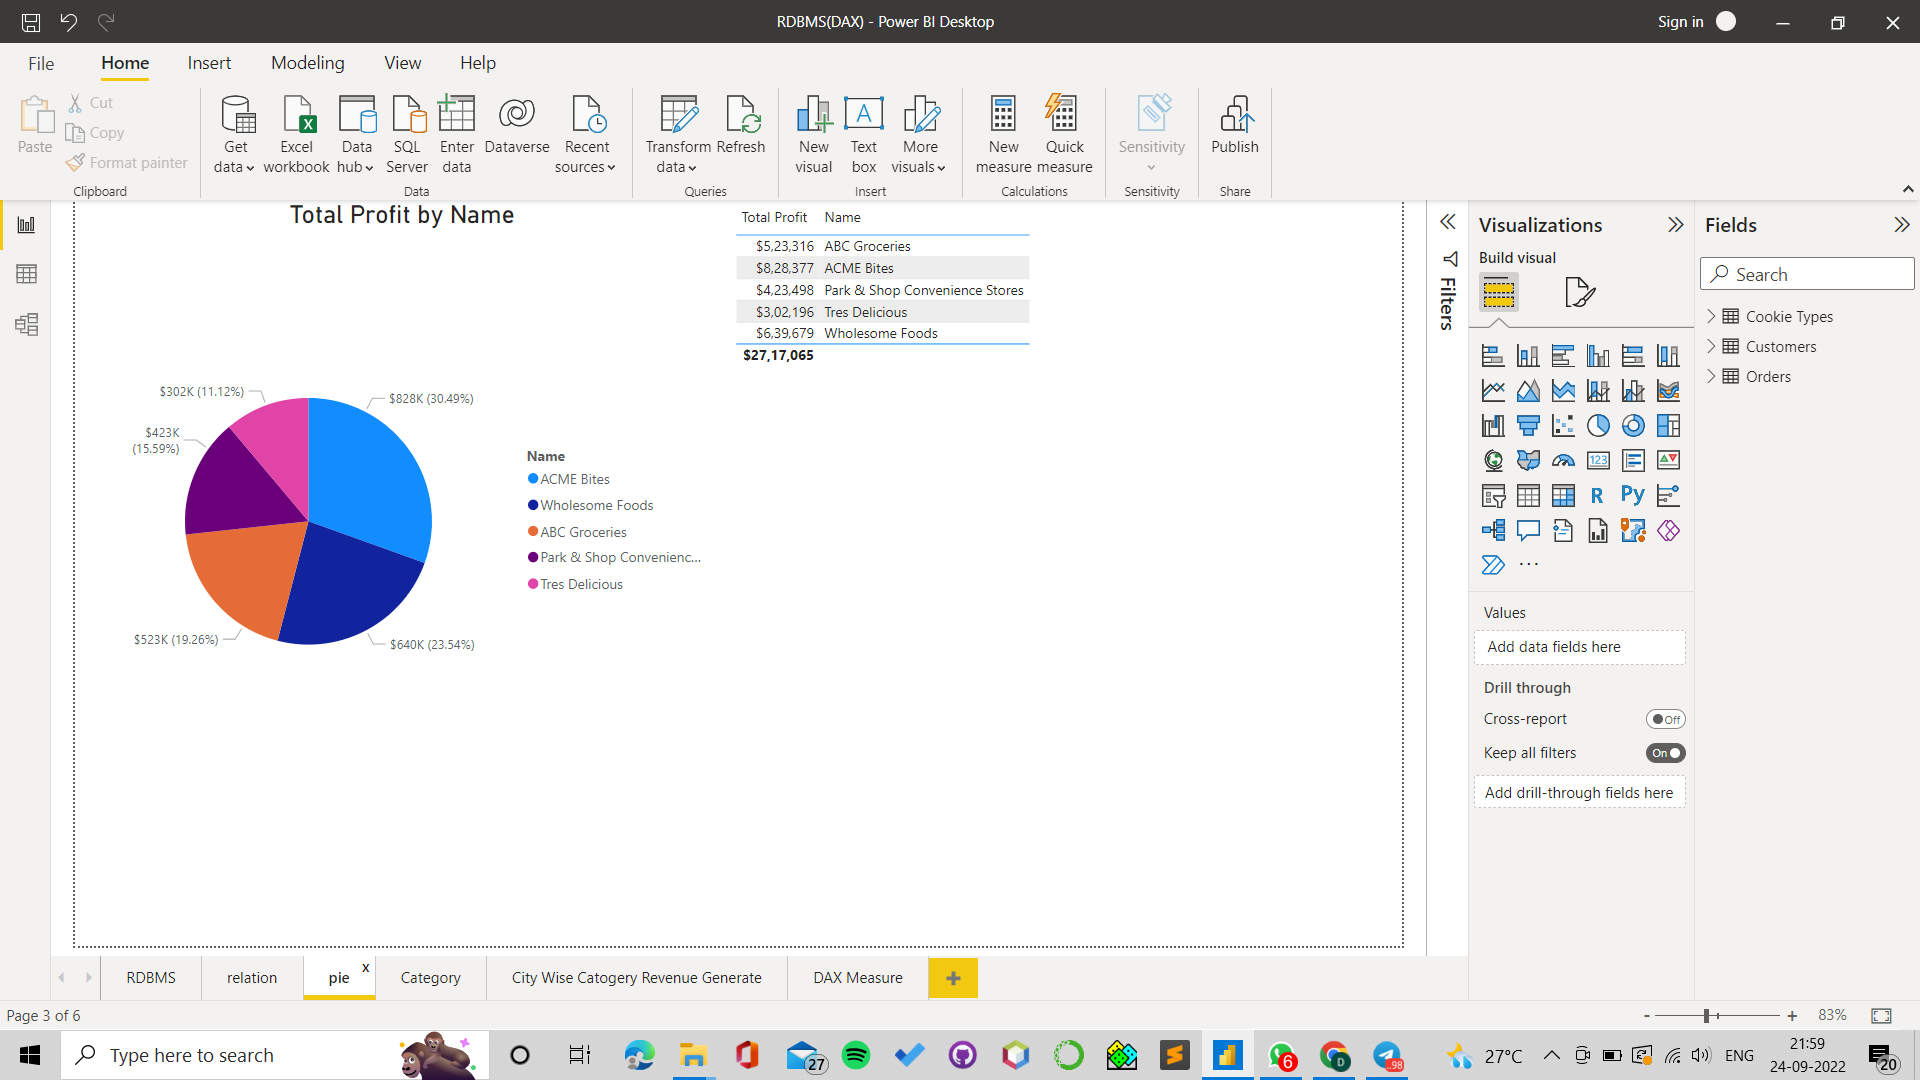 RDBMS(DAX) - Power BI Desktop
Sign in
File Home Insert Modeling View Help
Paste
Cut
Copy
Format painter
Clipboard
Get data
Excel workbook
Data hub
SQL Server
Enter data
Dataverse
Recent sources
Data
Transform data
Refresh
Queries
New visual
Text box
More visuals
Insert
New measure
Quick measure
Calculations
Sensitivity
Sensitivity
Publish
Share
Total Profit by Name
$302K (11.12%)
$828K (30.49%)
$423K
(15.59%)
$523K (19.26%)
$640K (23.54%)
Name
ACME Bites
Wholesome Foods
ABC Groceries
Park & Shop Convenienc...
Tres Delicious
Total Profit Name
$5,23,316 ABC Groceries
$8,28,377 ACME Bites
$4,23,498 Park & Shop Convenience Stores
$3,02,196 Tres Delicious
$6,39,679 Wholesome Foods
$27,17,065
Filters
Visualizations
Build visual
123
R
Py
...
Values
Add data fields here
Drill through
Cross-report Off
Keep all filters On
Add drill-through fields here
Fields
Search
Cookie Types
Customers
Orders
RDBMS relation pie x Category City Wise Catogery Revenue Generate DAX Measure +
Page 3 of 6
- + 83%
Type here to search
27
6
D
..98
27°C
ENG
21:59
24-09-2022
20